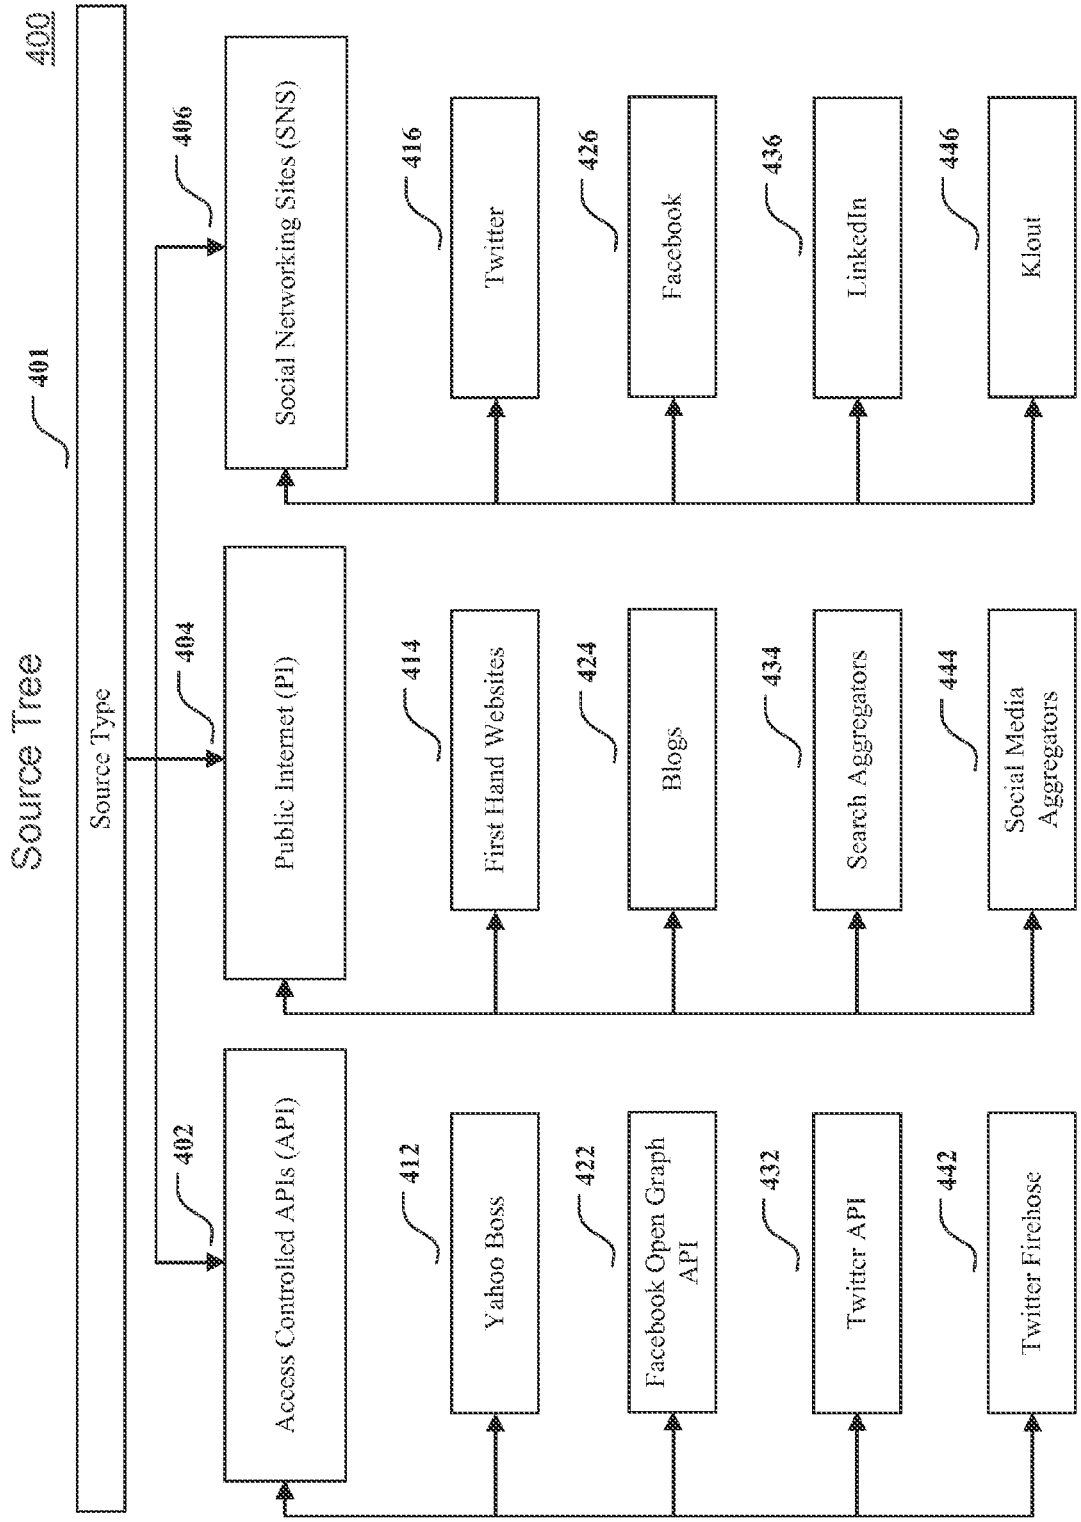 Source Tree
400
401
Source Type
402
Access Controlled APIs (API)
412
Yahoo Boss
422
Facebook Open Graph
API
432
Twitter API
442
Twitter Firehose
404
Public Internet (PI)
414
First Hand Websites
424
Blogs
434
Search Aggregators
444
Social Media
Aggregators
406
Social Networking Sites (SNS)
416
Twitter
426
Facebook
436
LinkedIn
446
Klout